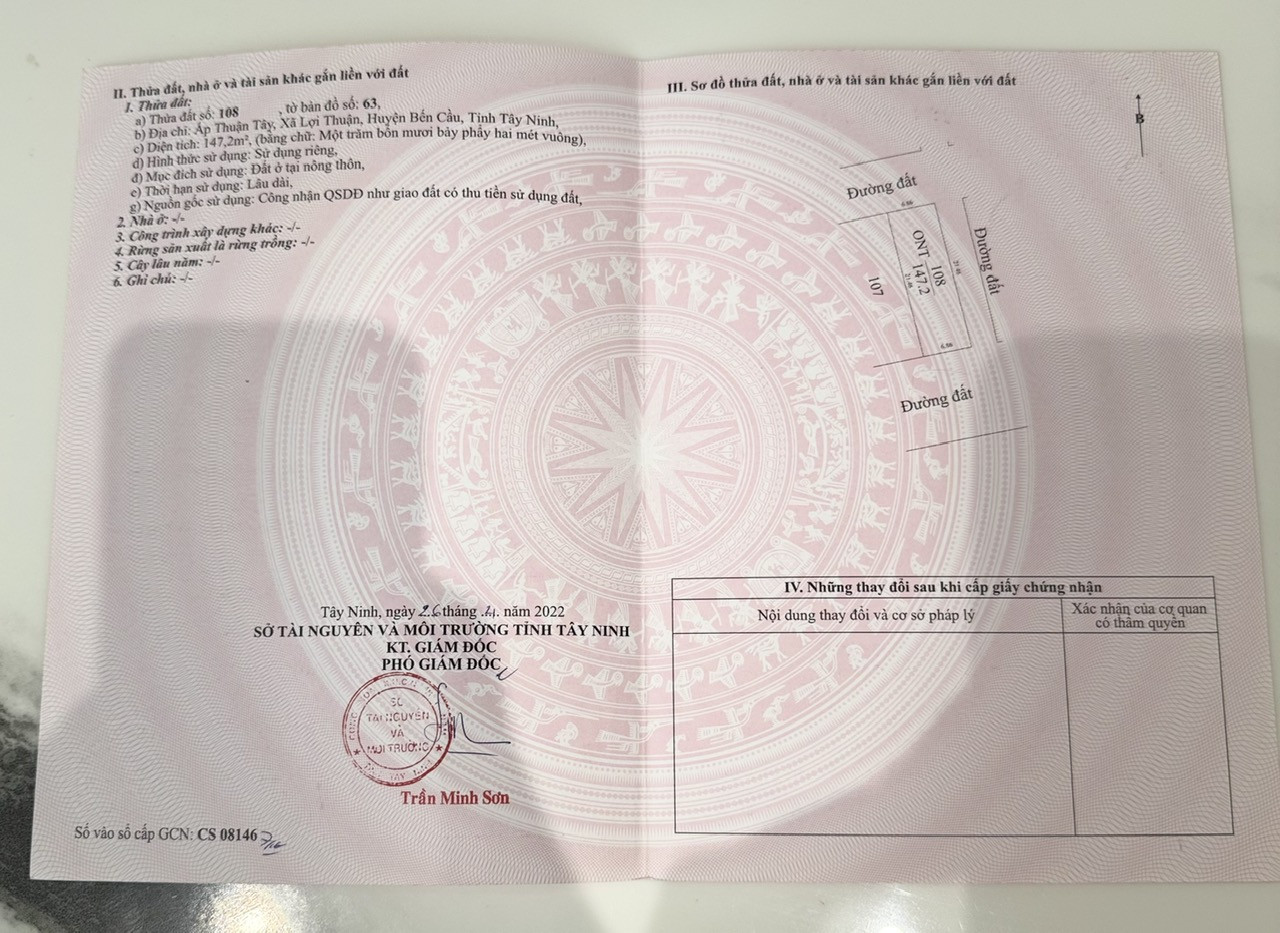 II. Thửa đất, nhà ở và tài sản khác gắn liền với đất
1. Thửa đất:
a) Thửa đất số: 108 , tờ bản đồ số: 63,
b) Địa chỉ: Ấp Thuận Tây, Xã Lợi Thuận, Huyện Bến Cầu, Tỉnh Tây Ninh,
c) Diện tích: 147,2m², (bằng chữ: Một trăm bốn mươi bảy phẩy hai mét vuông),
d) Hình thức sử dụng: Sử dụng riêng,
đ) Mục đích sử dụng: Đất ở tại nông thôn,
e) Thời hạn sử dụng: Lâu dài,
g) Nguồn gốc sử dụng: Công nhận QSDĐ như giao đất có thu tiền sử dụng đất,
2. Nhà ở: -/-
3. Công trình xây dựng khác: -/-
4. Rừng sản xuất là rừng trồng: -/-
5. Cây lâu năm: -/-
6. Ghi chú: -/-
Tây Ninh, ngày 26 tháng năm 2022
SỞ TÀI NGUYÊN VÀ MÔI TRƯỜNG TỈNH TÂY NINH
KT. GIÁM ĐỐC
PHÓ GIÁM ĐỐC
SỞ
TÀI NGUYÊN
VÀ
MÔI TRƯỜNG
Trần Minh Sơn
Số vào sổ cấp GCN: CS 08146
III. Sơ đồ thửa đất, nhà ở và tài sản khác gắn liền với đất
B
Đường đất
6.86
ONT 108
147.2
107
Đường đất
6.86
Đường đất
IV. Những thay đổi sau khi cấp giấy chứng nhận
Nội dung thay đổi và cơ sở pháp lý
Xác nhận của cơ quan
có thẩm quyền